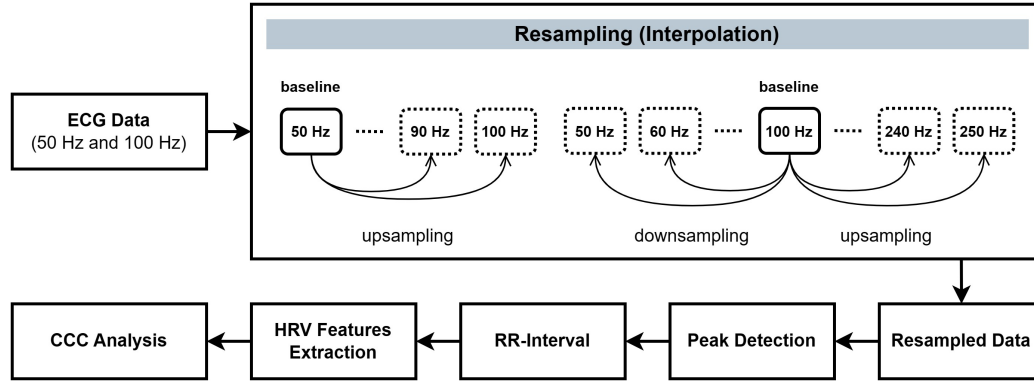 Resampling (Interpolation)
baseline
baseline
ECG Data
(50 Hz and 100 Hz)
50 Hz ...... 90 Hz 100 Hz 50 Hz 60 Hz ...... 100 Hz ...... 240 Hz 250 Hz
upsampling
downsampling
upsampling
CCC Analysis
HRV Features
Extraction
RR-Interval
Peak Detection
Resampled Data